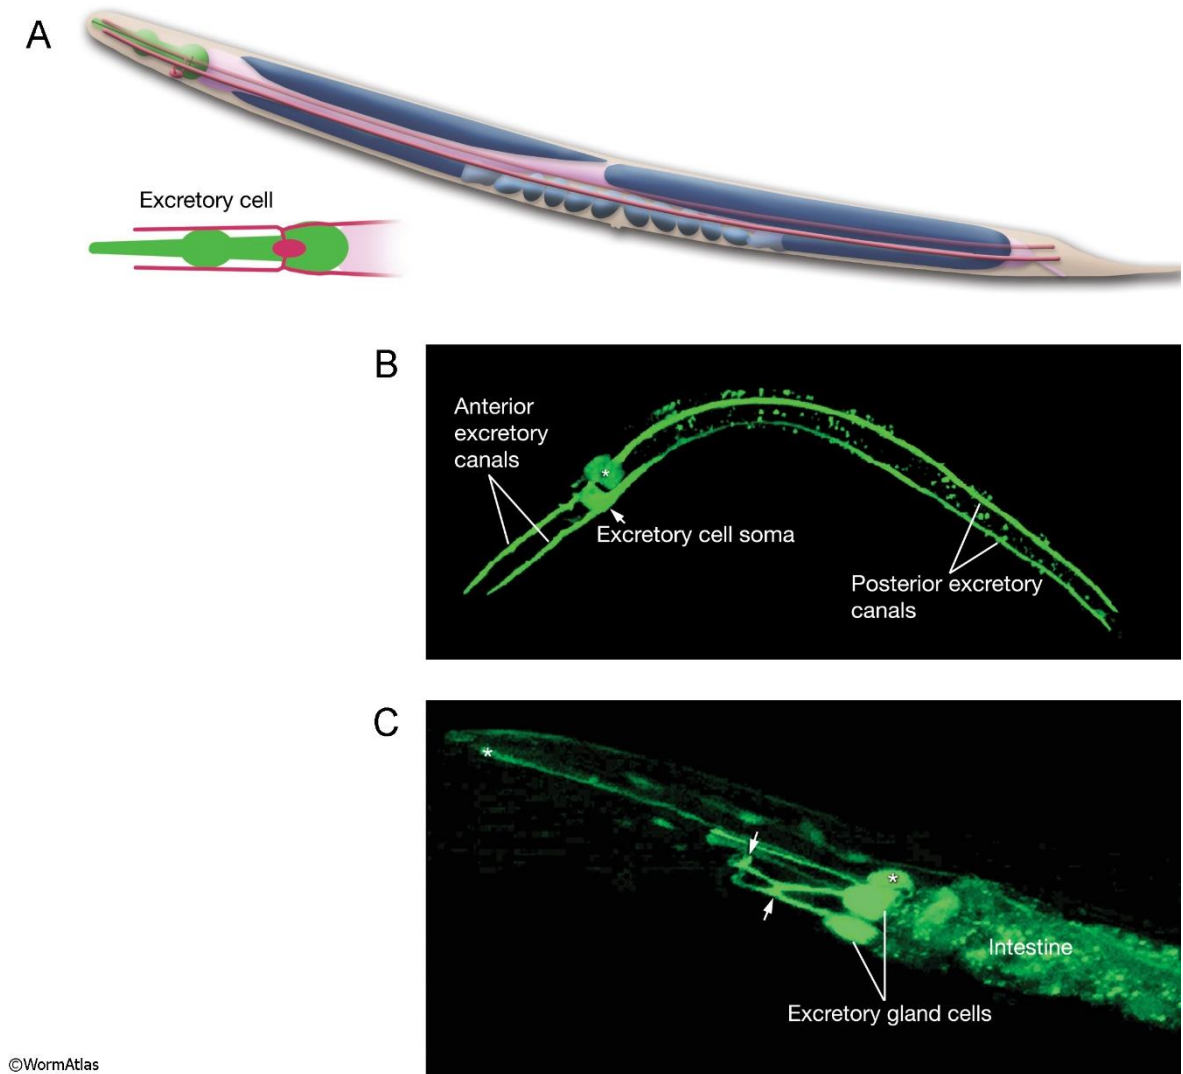 A
Excretory cell
B
Anterior
excretory
canals
*
Excretory cell soma
Posterior excretory
canals
C
*
*
Intestine
Excretory gland cells
©WormAtlas